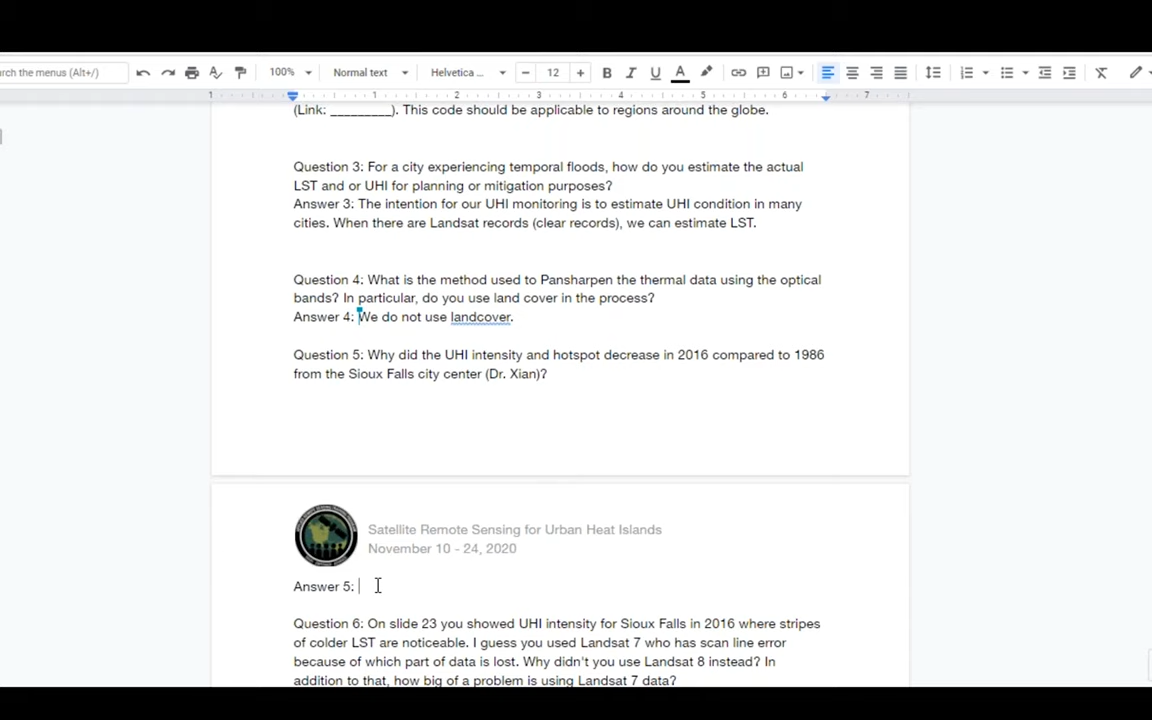 rch the menus (Alt+/)
100%
Normal text
Helvetica ...
12
B I U A
1 1 2 3 4 5 6 7
(Link: _________). This code should be applicable to regions around the globe.
Question 3: For a city experiencing temporal floods, how do you estimate the actual
LST and or UHI for planning or mitigation purposes?
Answer 3: The intention for our UHI monitoring is to estimate UHI condition in many
cities. When there are Landsat records (clear records), we can estimate LST.
Question 4: What is the method used to Pansharpen the thermal data using the optical
bands? In particular, do you use land cover in the process?
Answer 4: We do not use landcover.
Question 5: Why did the UHI intensity and hotspot decrease in 2016 compared to 1986
from the Sioux Falls city center (Dr. Xian)?
Satellite Remote Sensing for Urban Heat Islands
November 10 - 24, 2020
Answer 5:
Question 6: On slide 23 you showed UHI intensity for Sioux Falls in 2016 where stripes
of colder LST are noticeable. I guess you used Landsat 7 who has scan line error
because of which part of data is lost. Why didn't you use Landsat 8 instead? In
addition to that, how big of a problem is using Landsat 7 data?